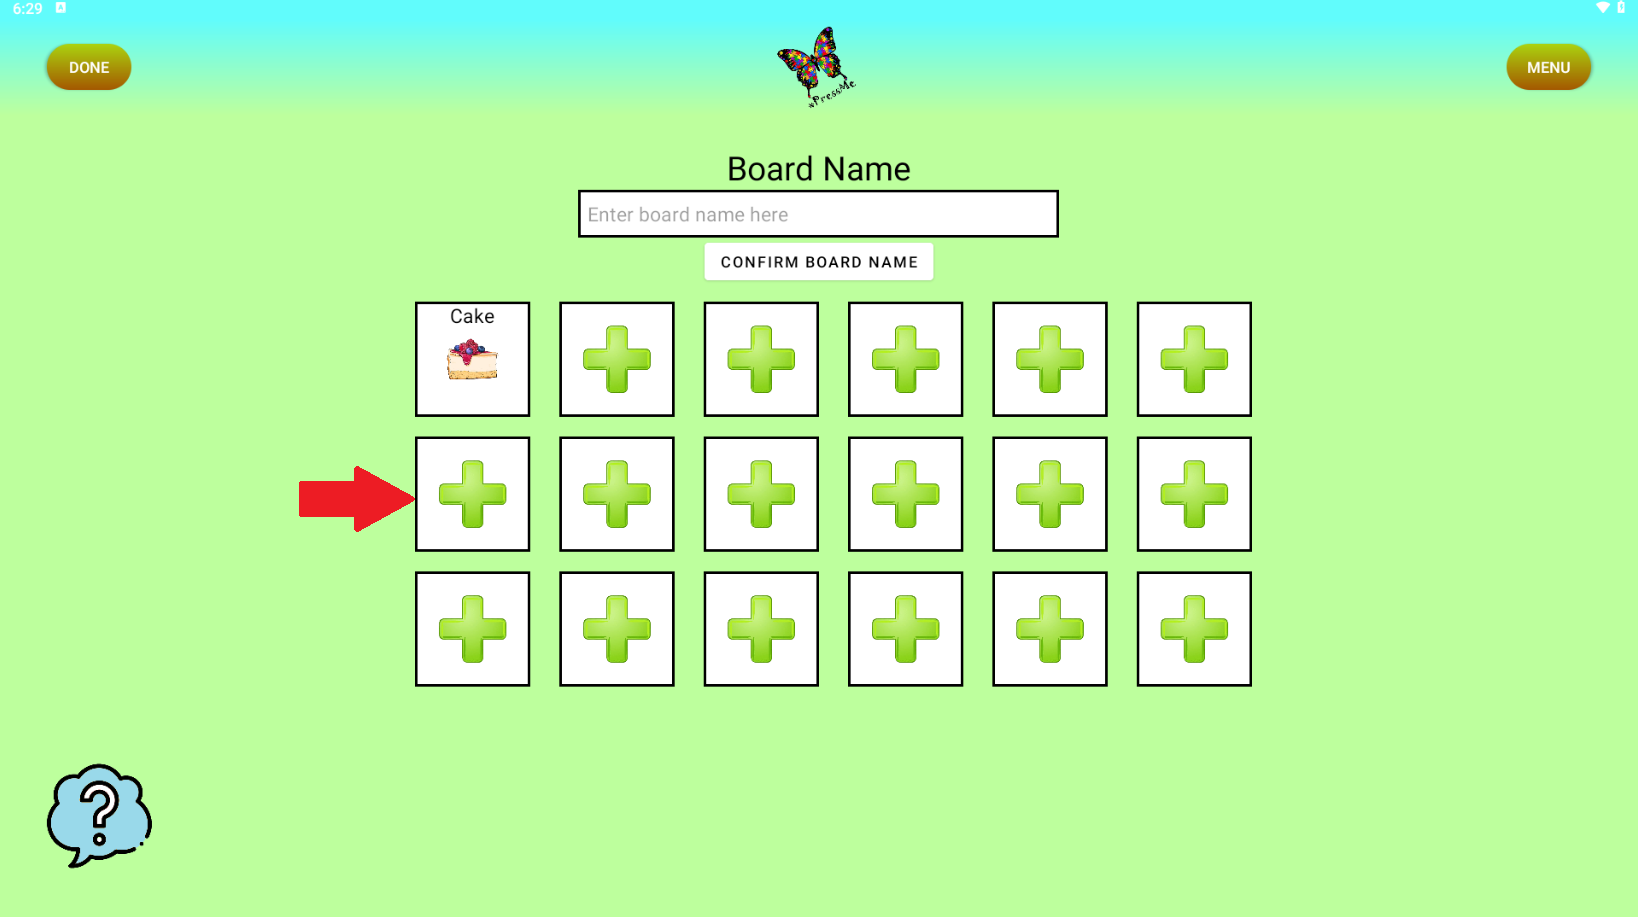 6:29
DONE
xPressMe
MENU
Board Name
Enter board name here
CONFIRM BOARD NAME
Cake
?